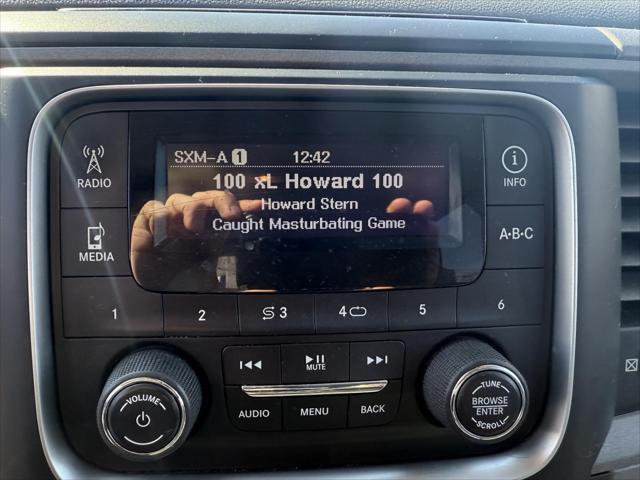 SXM-A 1 12:42
100 xL Howard 100
Howard Stern
Caught Masturbating Game
RADIO
MEDIA
INFO
A·B·C
1 2 3 4 5 6
MUTE
AUDIO MENU BACK
VOLUME
TUNE
BROWSE
ENTER
SCROLL